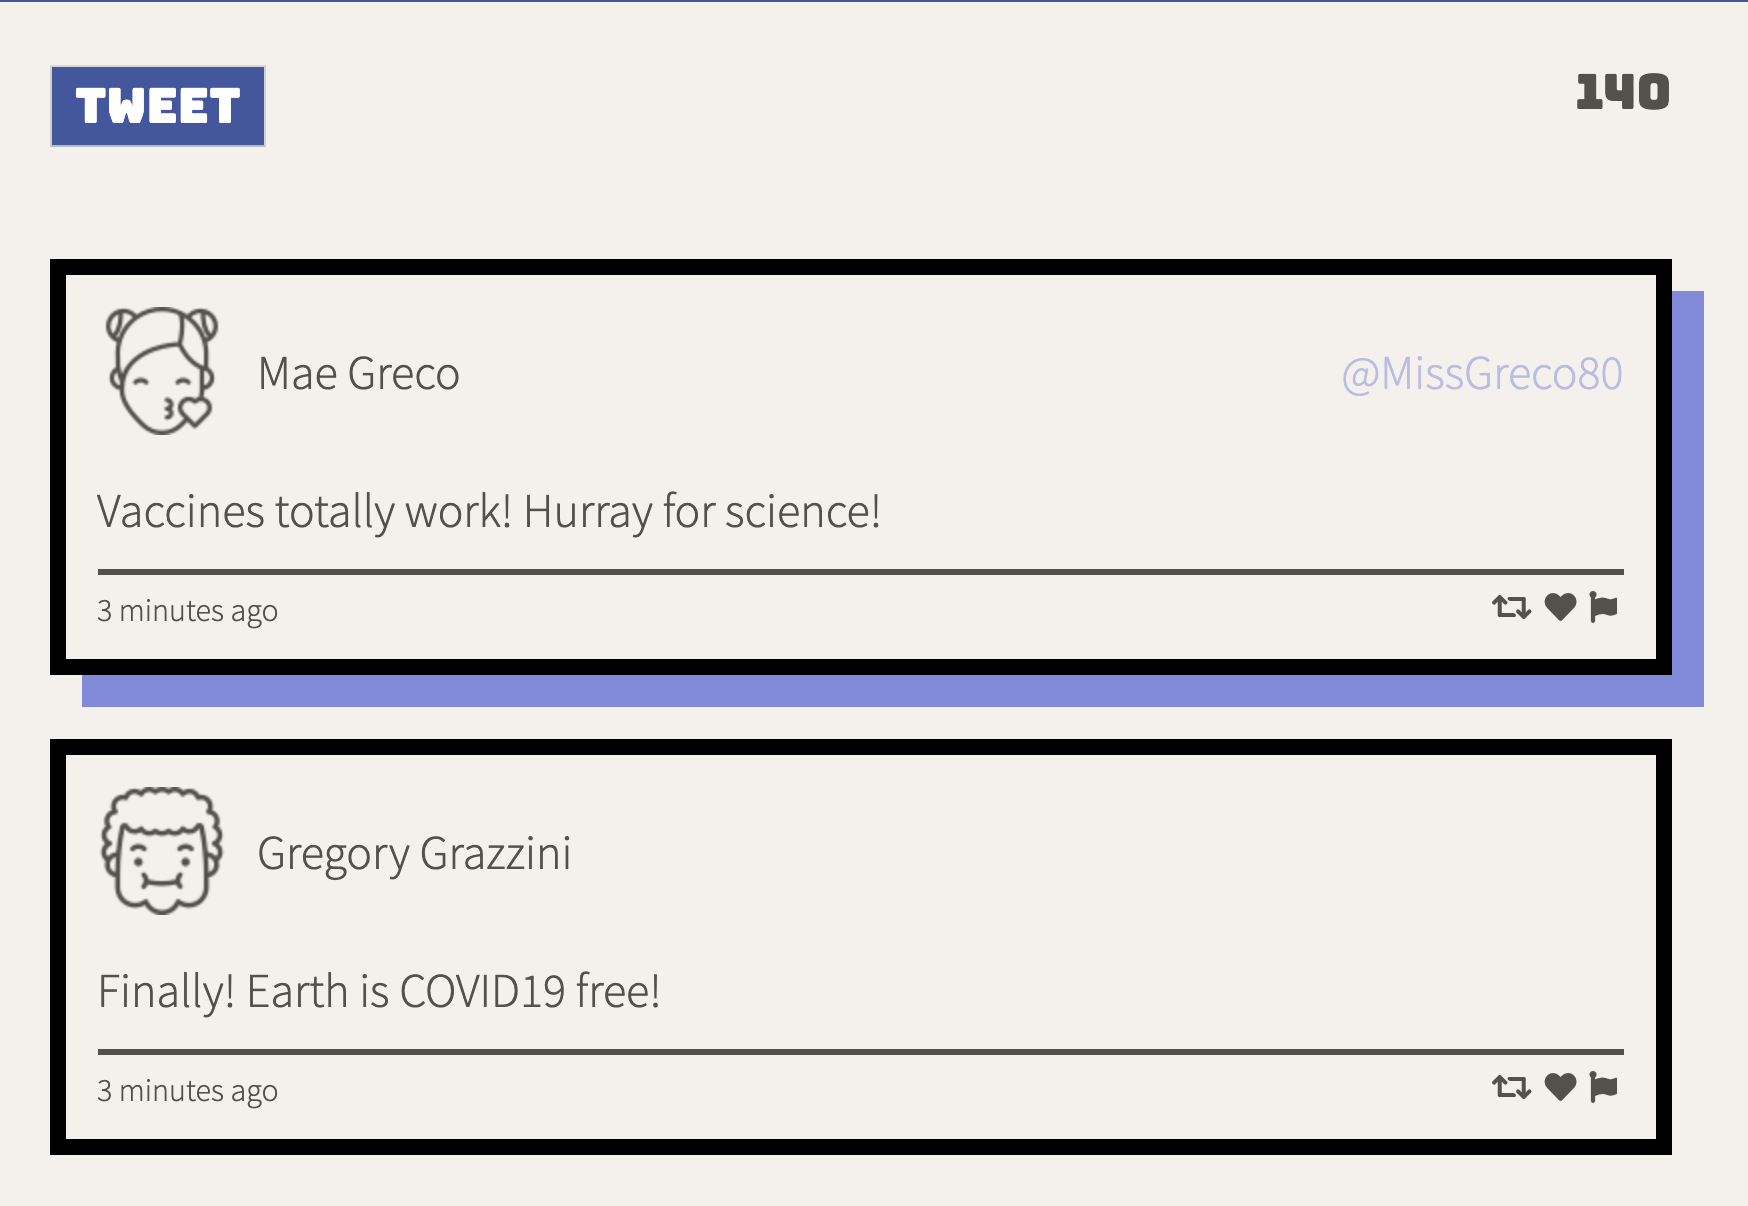 TWEET
140
Mae Greco
@MissGreco80
Vaccines totally work! Hurray for science!
3 minutes ago
Gregory Grazzini
Finally! Earth is COVID19 free!
3 minutes ago